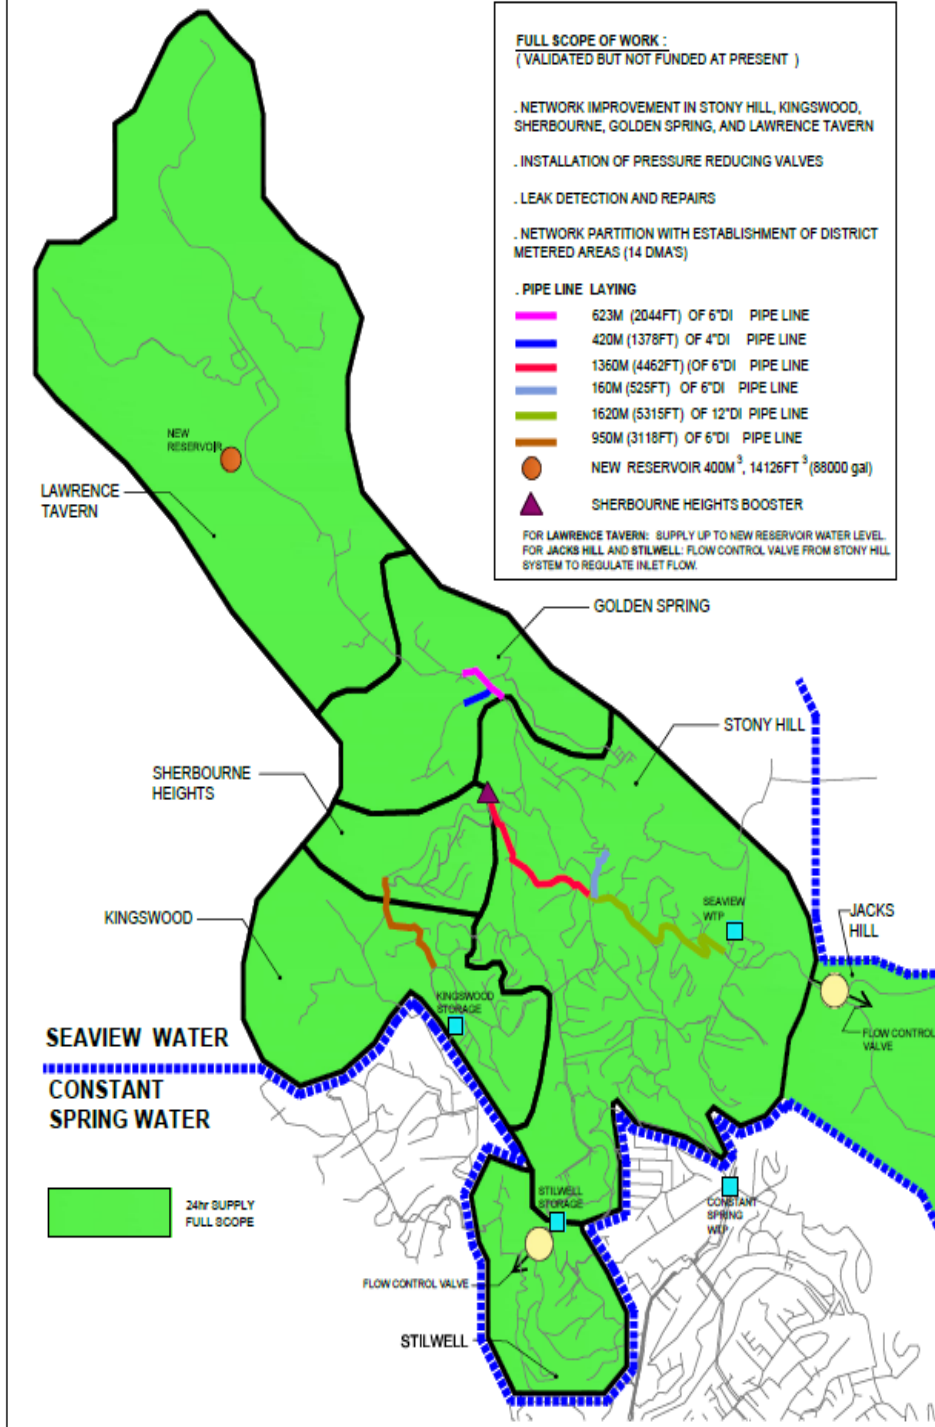 FULL SCOPE OF WORK :
( VALIDATED BUT NOT FUNDED AT PRESENT )
. NETWORK IMPROVEMENT IN STONY HILL, KINGSWOOD,
SHERBOURNE, GOLDEN SPRING, AND LAWRENCE TAVERN
. INSTALLATION OF PRESSURE REDUCING VALVES
. LEAK DETECTION AND REPAIRS
. NETWORK PARTITION WITH ESTABLISHMENT OF DISTRICT
METERED AREAS (14 DMA'S)
. PIPE LINE LAYING
623M (2044FT) OF 6"DI PIPE LINE
420M (1378FT) OF 4"DI PIPE LINE
1360M (4462FT) (OF 6"DI PIPE LINE
160M (525FT) OF 6"DI PIPE LINE
1620M (5315FT) OF 12"DI PIPE LINE
950M (3118FT) OF 6"DI PIPE LINE
NEW RESERVOIR 400M³, 14126FT³ (88000 gal)
SHERBOURNE HEIGHTS BOOSTER
FOR LAWRENCE TAVERN: SUPPLY UP TO NEW RESERVOIR WATER LEVEL.
FOR JACKS HILL AND STILWELL: FLOW CONTROL VALVE FROM STONY HILL
SYSTEM TO REGULATE INLET FLOW.
NEW
RESERVOIR
LAWRENCE
TAVERN
GOLDEN SPRING
STONY HILL
SHERBOURNE
HEIGHTS
KINGSWOOD
SEAVIEW
WTP
JACKS
HILL
KINGSWOOD
STORAGE
FLOW CONTROL
VALVE
SEAVIEW WATER
CONSTANT
SPRING WATER
24hr SUPPLY
FULL SCOPE
STILWELL
STORAGE
CONSTANT
SPRING
WTP
FLOW CONTROL VALVE
STILWELL